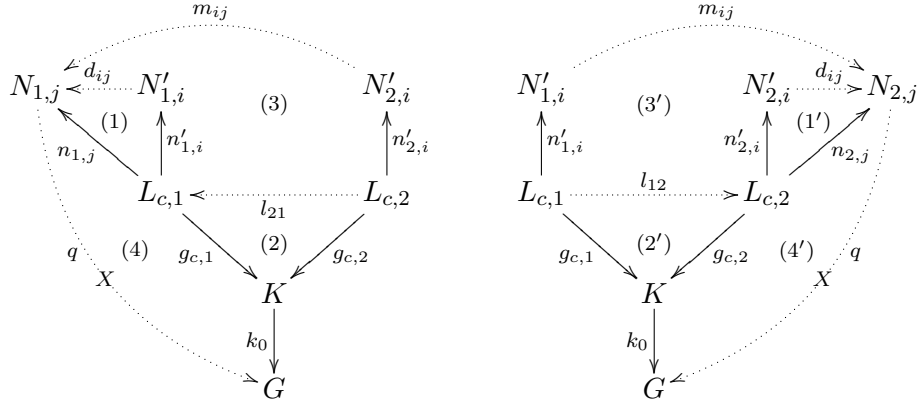 m_{ij} m_{ij}
N_{1,j} d_{ij} N'_{1,i} (3) N'_{2,i} N'_{1,i} (3') N'_{2,i} d_{ij} N_{2,j}
(1) (1')
n_{1,j} n'_{1,i} n'_{2,i} n'_{1,i} n'_{2,i} n_{2,j}
L_{c,1} l_{21} L_{c,2} L_{c,1} l_{12} L_{c,2}
q (4) g_{c,1} (2) g_{c,2} g_{c,1} (2') g_{c,2} (4') q
X K K X
k_0 k_0
G G